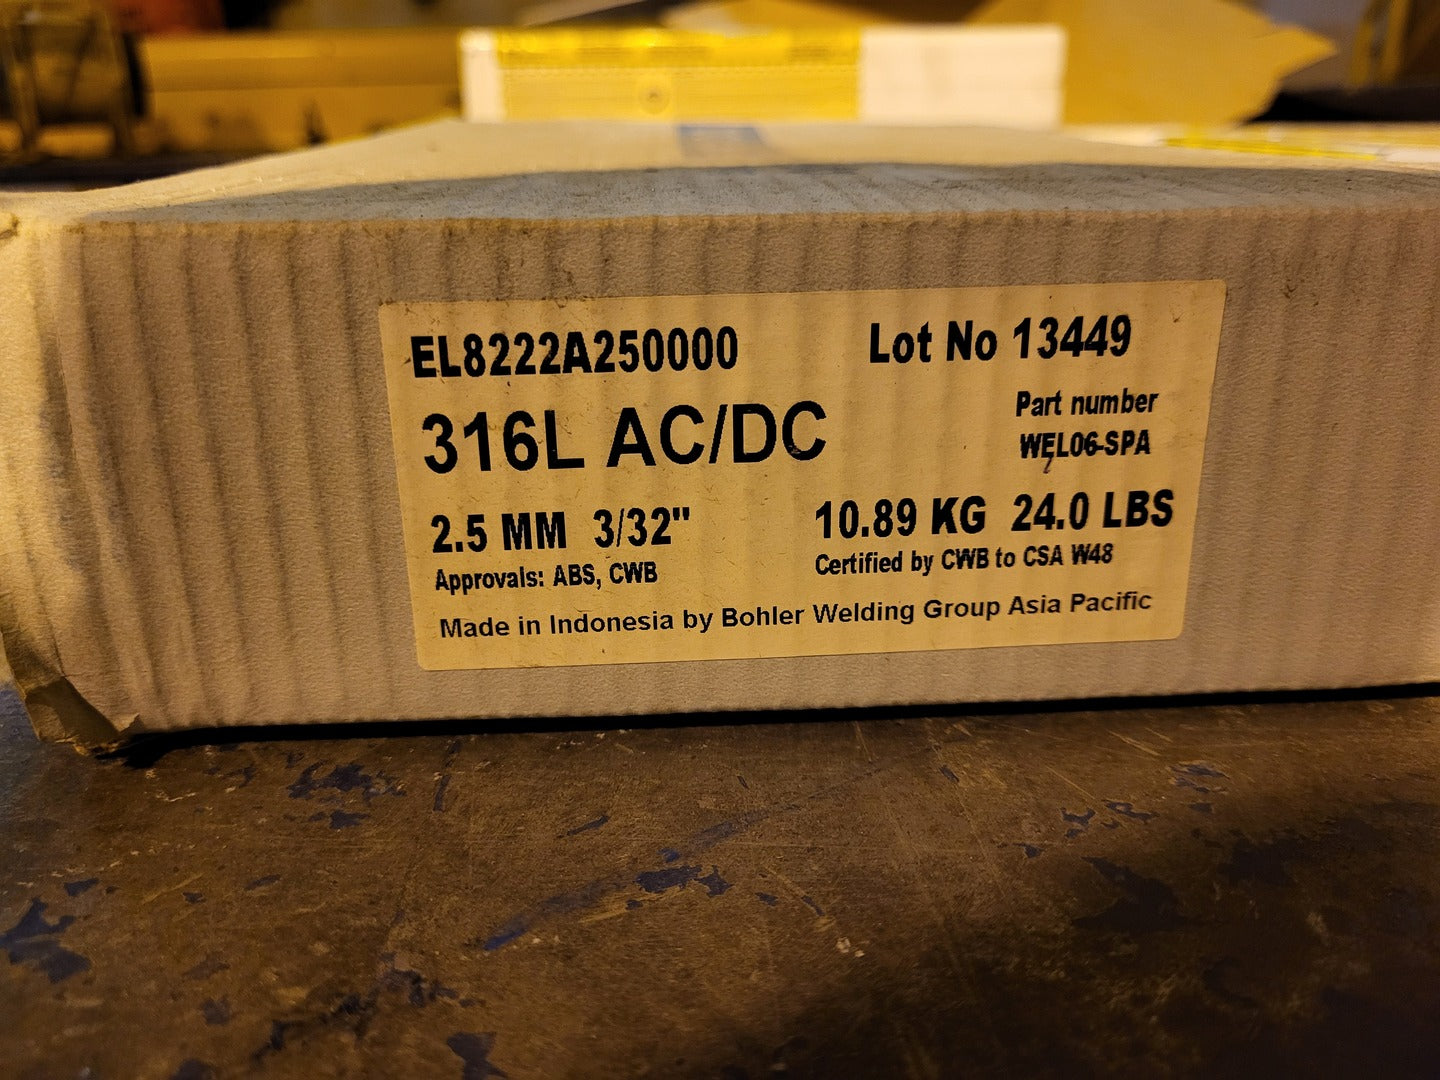 EL8222A250000 Lot No 13449
316L AC/DC
Part number
WEL06-SPA
2.5 MM 3/32" 10.89 KG 24.0 LBS
Approvals: ABS, CWB Certified by CWB to CSA W48
Made in Indonesia by Bohler Welding Group Asia Pacific